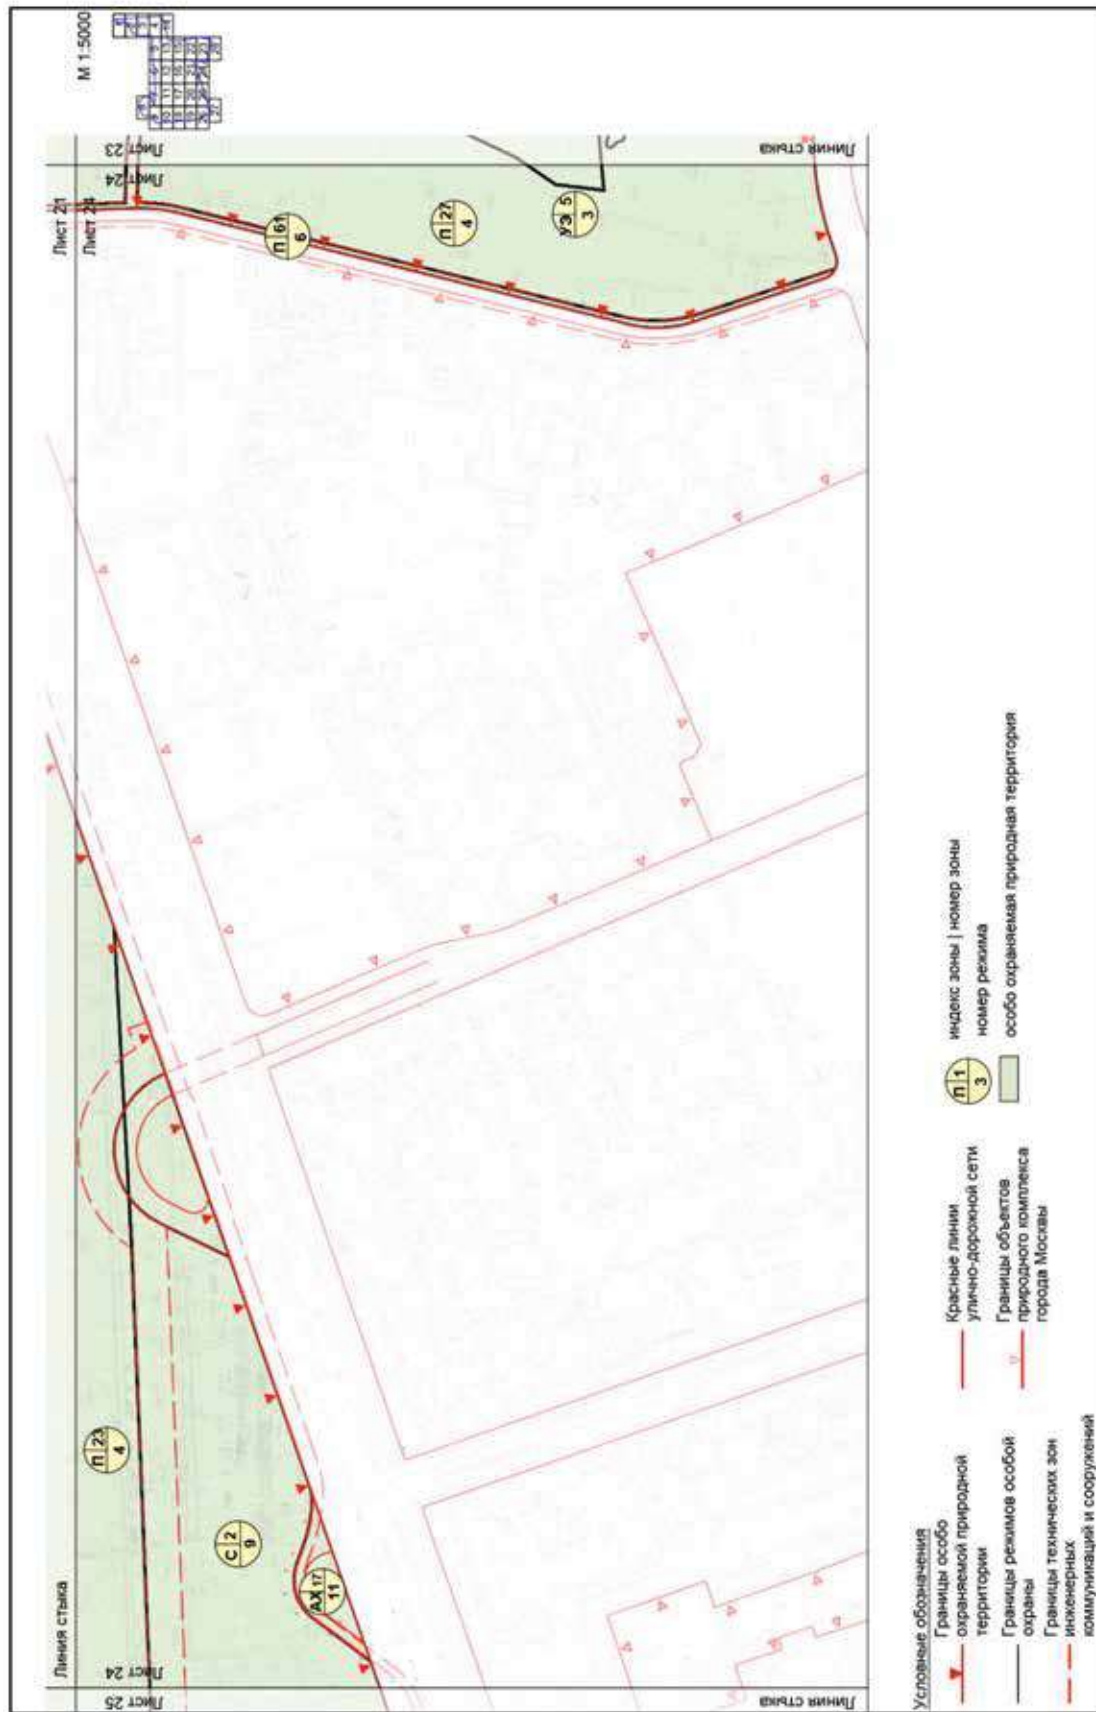 М 1:5000
Лист 21
Лист 24
Лист 23
Лист 24
Линия стыка
П 61
6
П 27
4
УЭ 5
3
Линия стыка
Лист 24
Лист 25
Линия стыка
П 23
4
С 2
9
АХ 17
11
Условные обозначения
Границы особо
охраняемой природной
территории
Границы режимов особой
охраны
Границы технических зон
инженерных
коммуникаций и сооружений
Красные линии
улично-дорожной сети
Границы объектов
природного комплекса
города Москвы
П 1
3
индекс зоны | номер зоны
номер режима
особо охраняемая природная территория